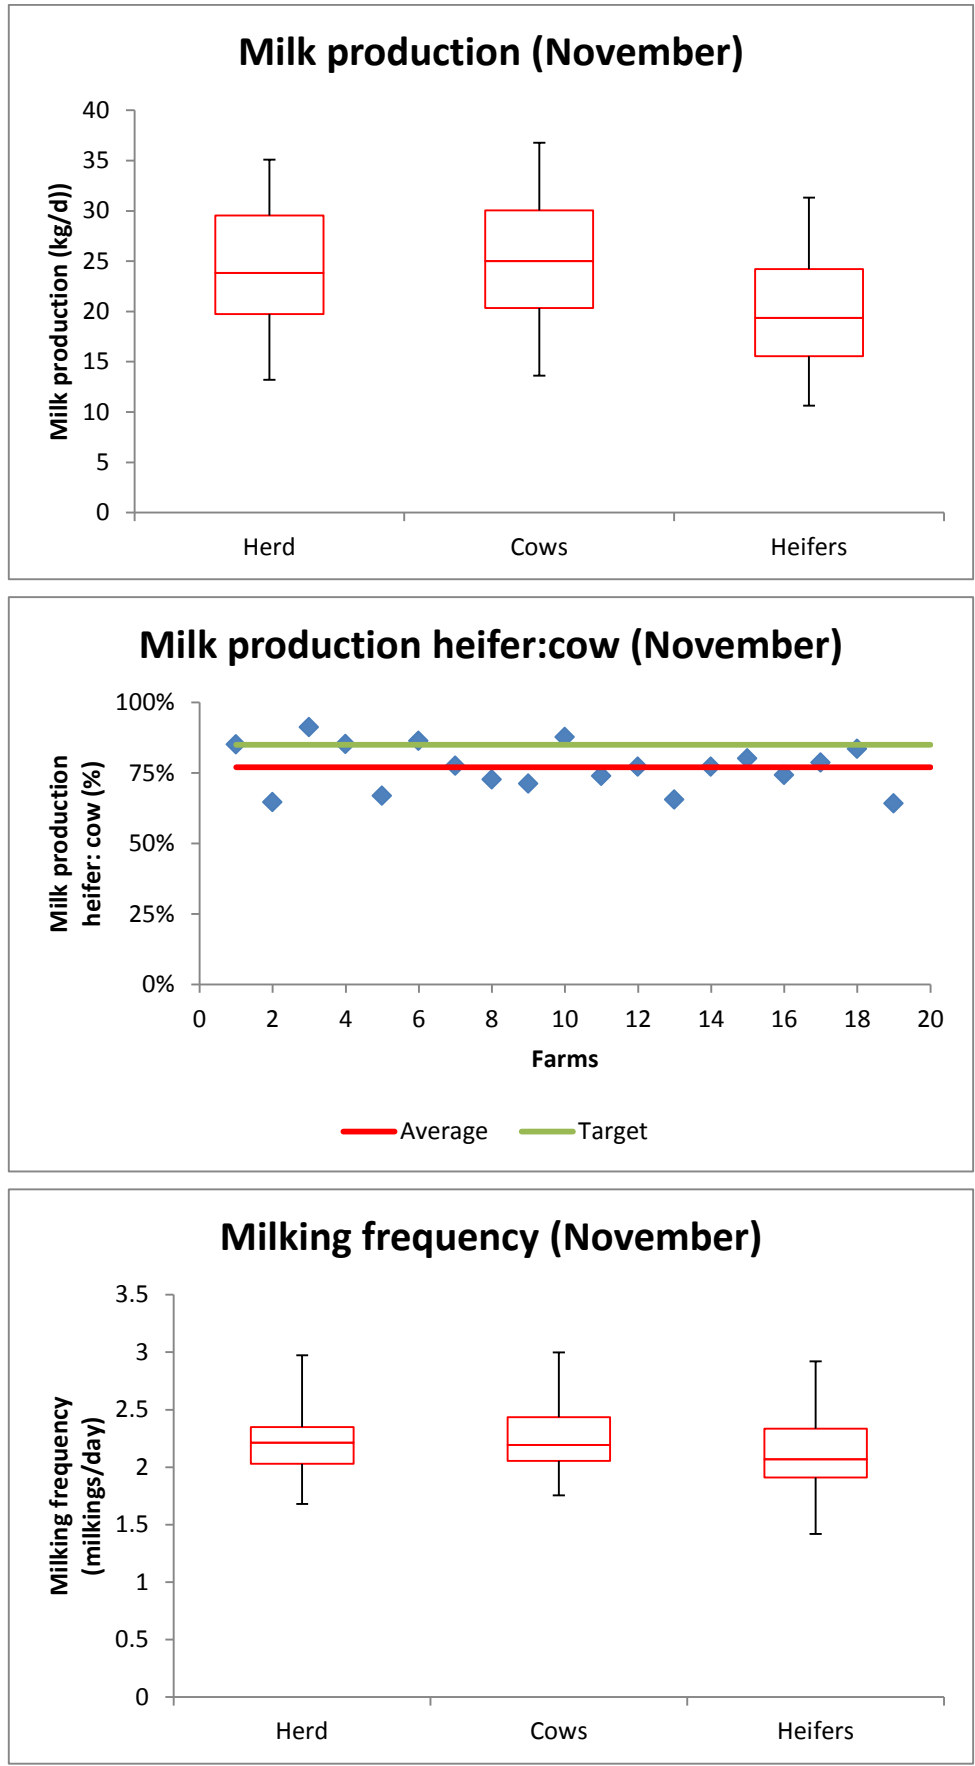 Milk production (November)
Milk production (kg/d))
40
35
30
25
20
15
10
5
0
Herd Cows Heifers
Milk production heifer:cow (November)
Milk production
heifer: cow (%)
100%
75%
50%
25%
0%
0 2 4 6 8 10 12 14 16 18 20
Farms
Average Target
Milking frequency (November)
Milking frequency
(milkings/day)
3.5
3
2.5
2
1.5
1
0.5
0
Herd Cows Heifers